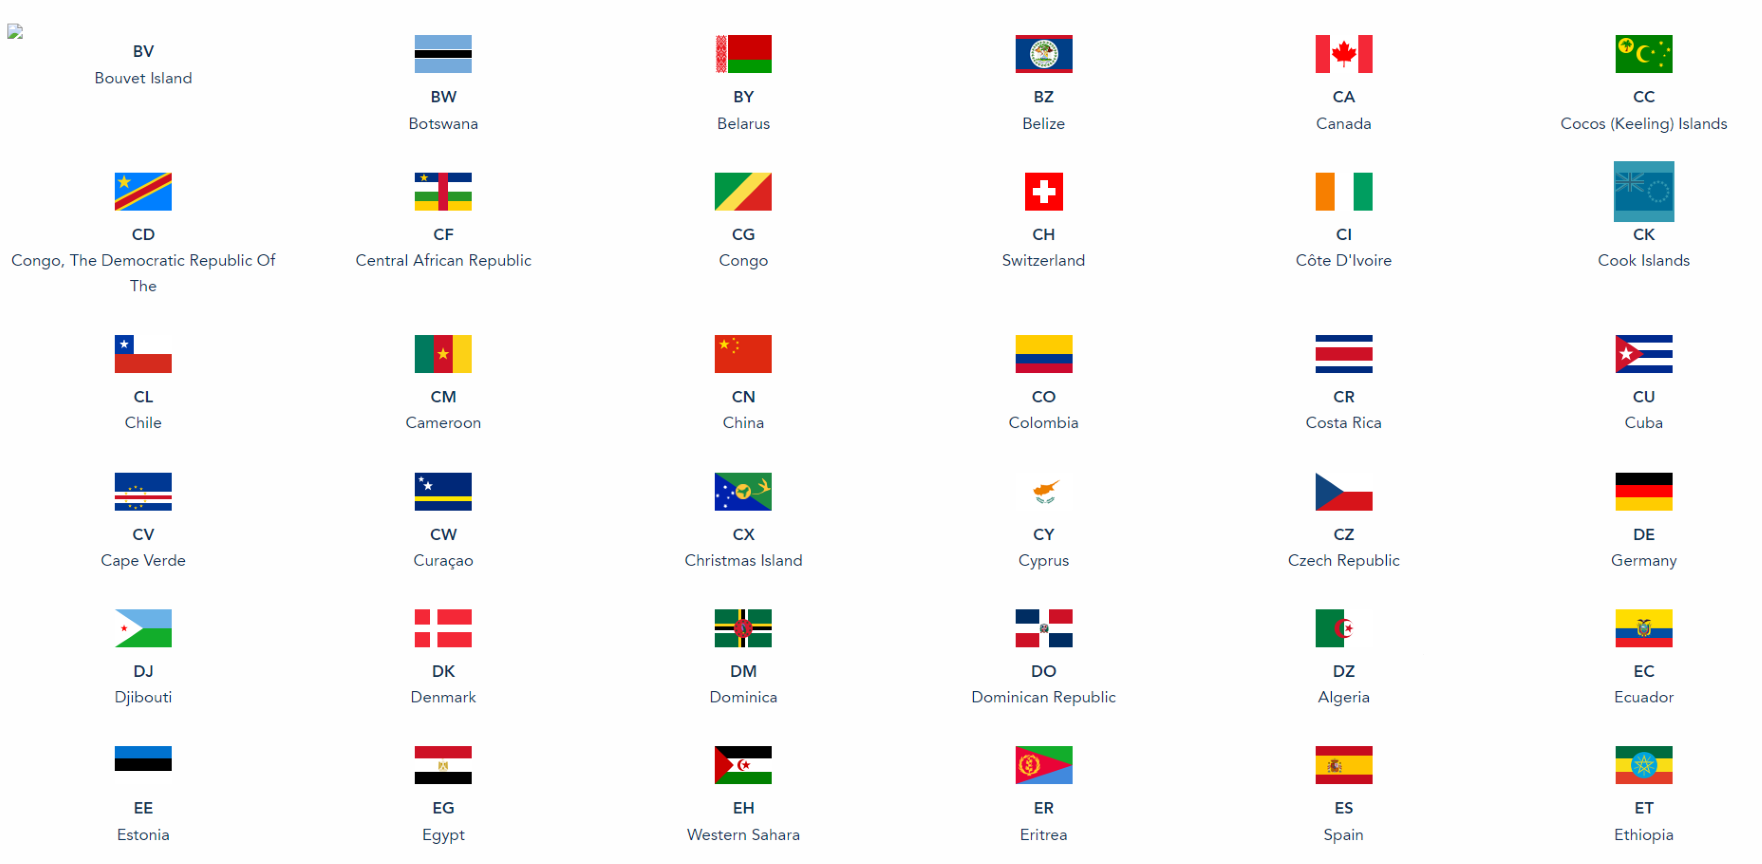 BV
Bouvet Island
BW
Botswana
BY
Belarus
BZ
Belize
CA
Canada
CC
Cocos (Keeling) Islands
CD
Congo, The Democratic Republic Of
The
CF
Central African Republic
CG
Congo
CH
Switzerland
CI
Côte D'Ivoire
CK
Cook Islands
CL
Chile
CM
Cameroon
CN
China
CO
Colombia
CR
Costa Rica
CU
Cuba
CV
Cape Verde
CW
Curaçao
CX
Christmas Island
CY
Cyprus
CZ
Czech Republic
DE
Germany
DJ
Djibouti
DK
Denmark
DM
Dominica
DO
Dominican Republic
DZ
Algeria
EC
Ecuador
EE
Estonia
EG
Egypt
EH
Western Sahara
ER
Eritrea
ES
Spain
ET
Ethiopia